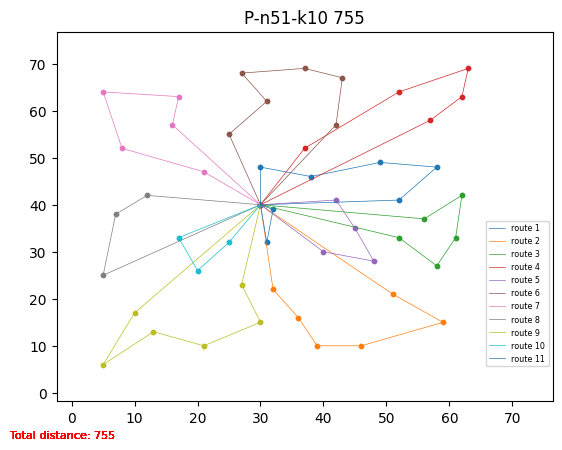 P-n51-k10 755
70
60
50
40
30
20
10
0
0 10 20 30 40 50 60 70
route 1
route 2
route 3
route 4
route 5
route 6
route 7
route 8
route 9
route 10
route 11
Total distance: 755